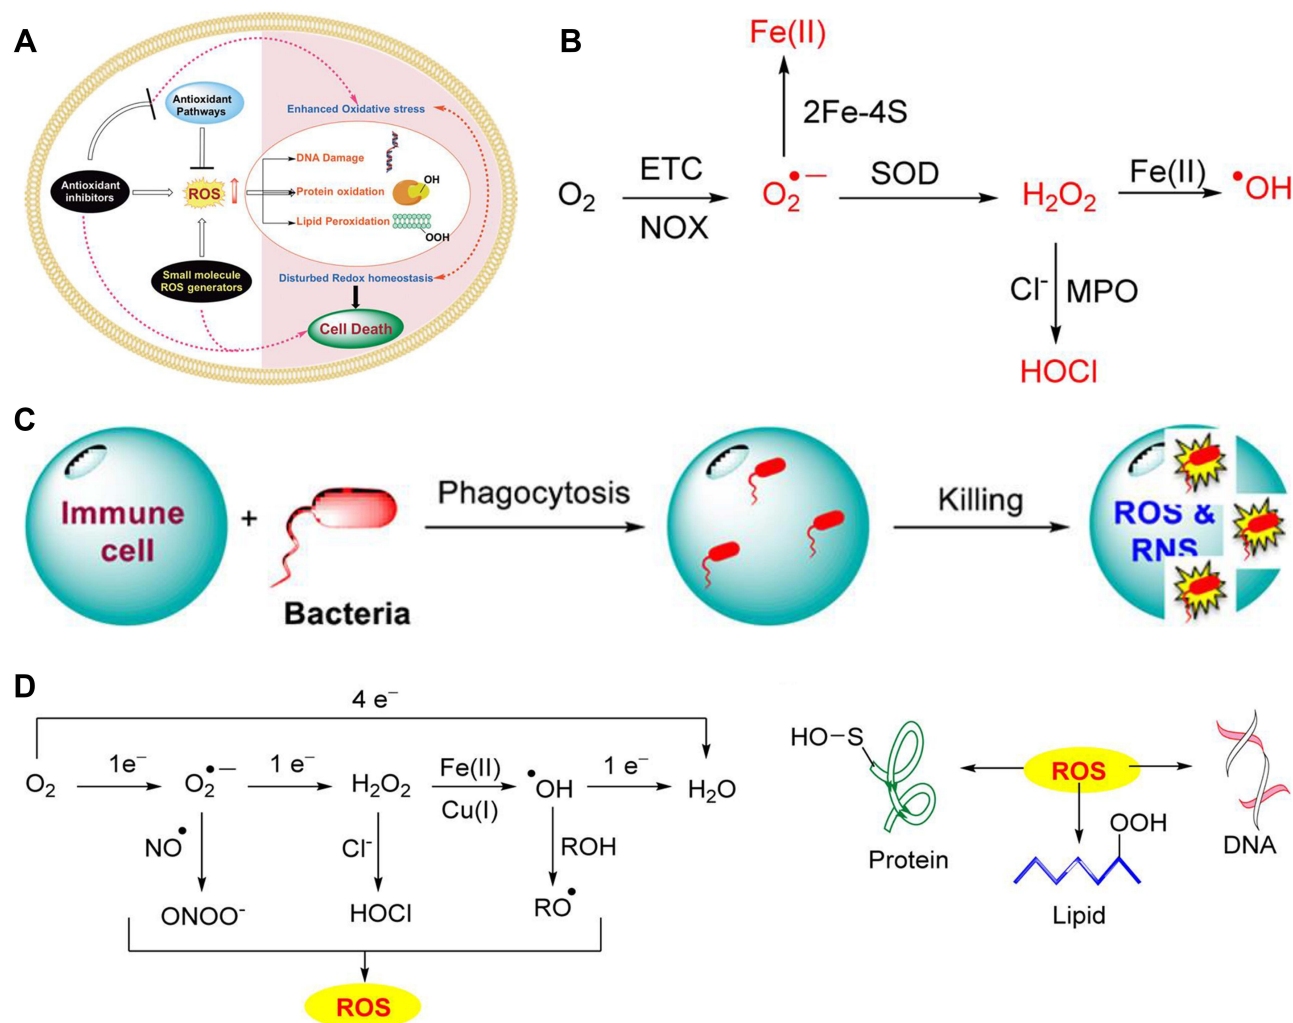 A
Antioxidant
Pathways
Enhanced Oxidative stress
DNA Damage
OH
Antioxidant
inhibitors
ROS
Protein oxidation
Lipid Peroxidation
OOH
Small molecule
ROS generators
Disturbed Redox homeostasis
Cell Death
B
Fe(II)
2Fe-4S
O₂
ETC
NOX
O₂•—
SOD
H₂O₂
Fe(II)
•OH
Cl⁻ MPO
HOCl
C
Immune
cell
+
Bacteria
Phagocytosis
Killing
ROS &
RNS
D
4 e⁻
O₂
1e⁻
O₂•—
1 e⁻
H₂O₂
Fe(II)
Cu(I)
•OH
1 e⁻
H₂O
NO•
Cl⁻
ROH
ONOO⁻
HOCl
RO•
ROS
HO–S
Protein
ROS
OOH
Lipid
DNA